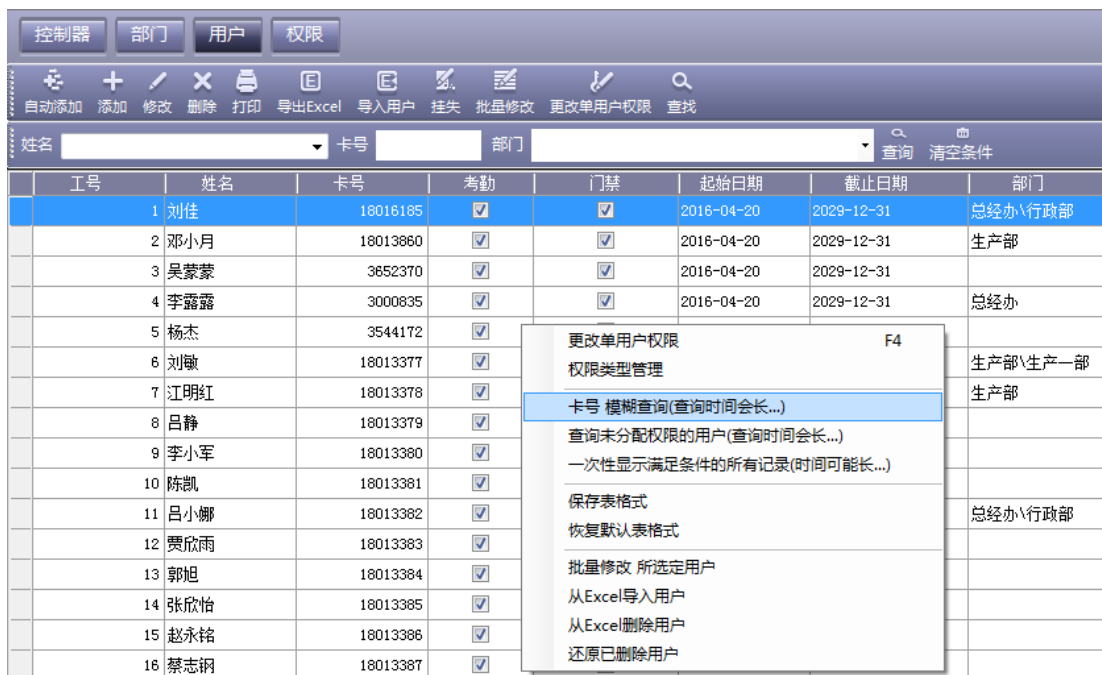 控制器 部门 用户 权限
自动添加 添加 修改 删除 打印 导出Excel 导入用户 挂失 批量修改 更改单用户权限 查找
姓名 卡号 部门 查询 清空条件
工号 姓名 卡号 考勤 门禁 起始日期 截止日期 部门
1 刘佳 18016185 2016-04-20 2029-12-31 总经办\行政部
2 邓小月 18013860 2016-04-20 2029-12-31 生产部
3 吴蒙蒙 3652370 2016-04-20 2029-12-31
4 李露露 3000835 2016-04-20 2029-12-31 总经办
5 杨杰 3544172
6 刘敏 18013377 生产部\生产一部
7 江明红 18013378 生产部
8 吕静 18013379
9 李小军 18013380
10 陈凯 18013381
11 吕小娜 18013382 总经办\行政部
12 贾欣雨 18013383
13 郭旭 18013384
14 张欣怡 18013385
15 赵永铭 18013386
16 蔡志钢 18013387
更改单用户权限 F4
权限类型管理
卡号 模糊查询(查询时间会长...)
查询未分配权限的用户(查询时间会长...)
一次性显示满足条件的所有记录(时间可能长...)
保存表格式
恢复默认表格式
批量修改 所选定用户
从Excel导入用户
从Excel删除用户
还原已删除用户